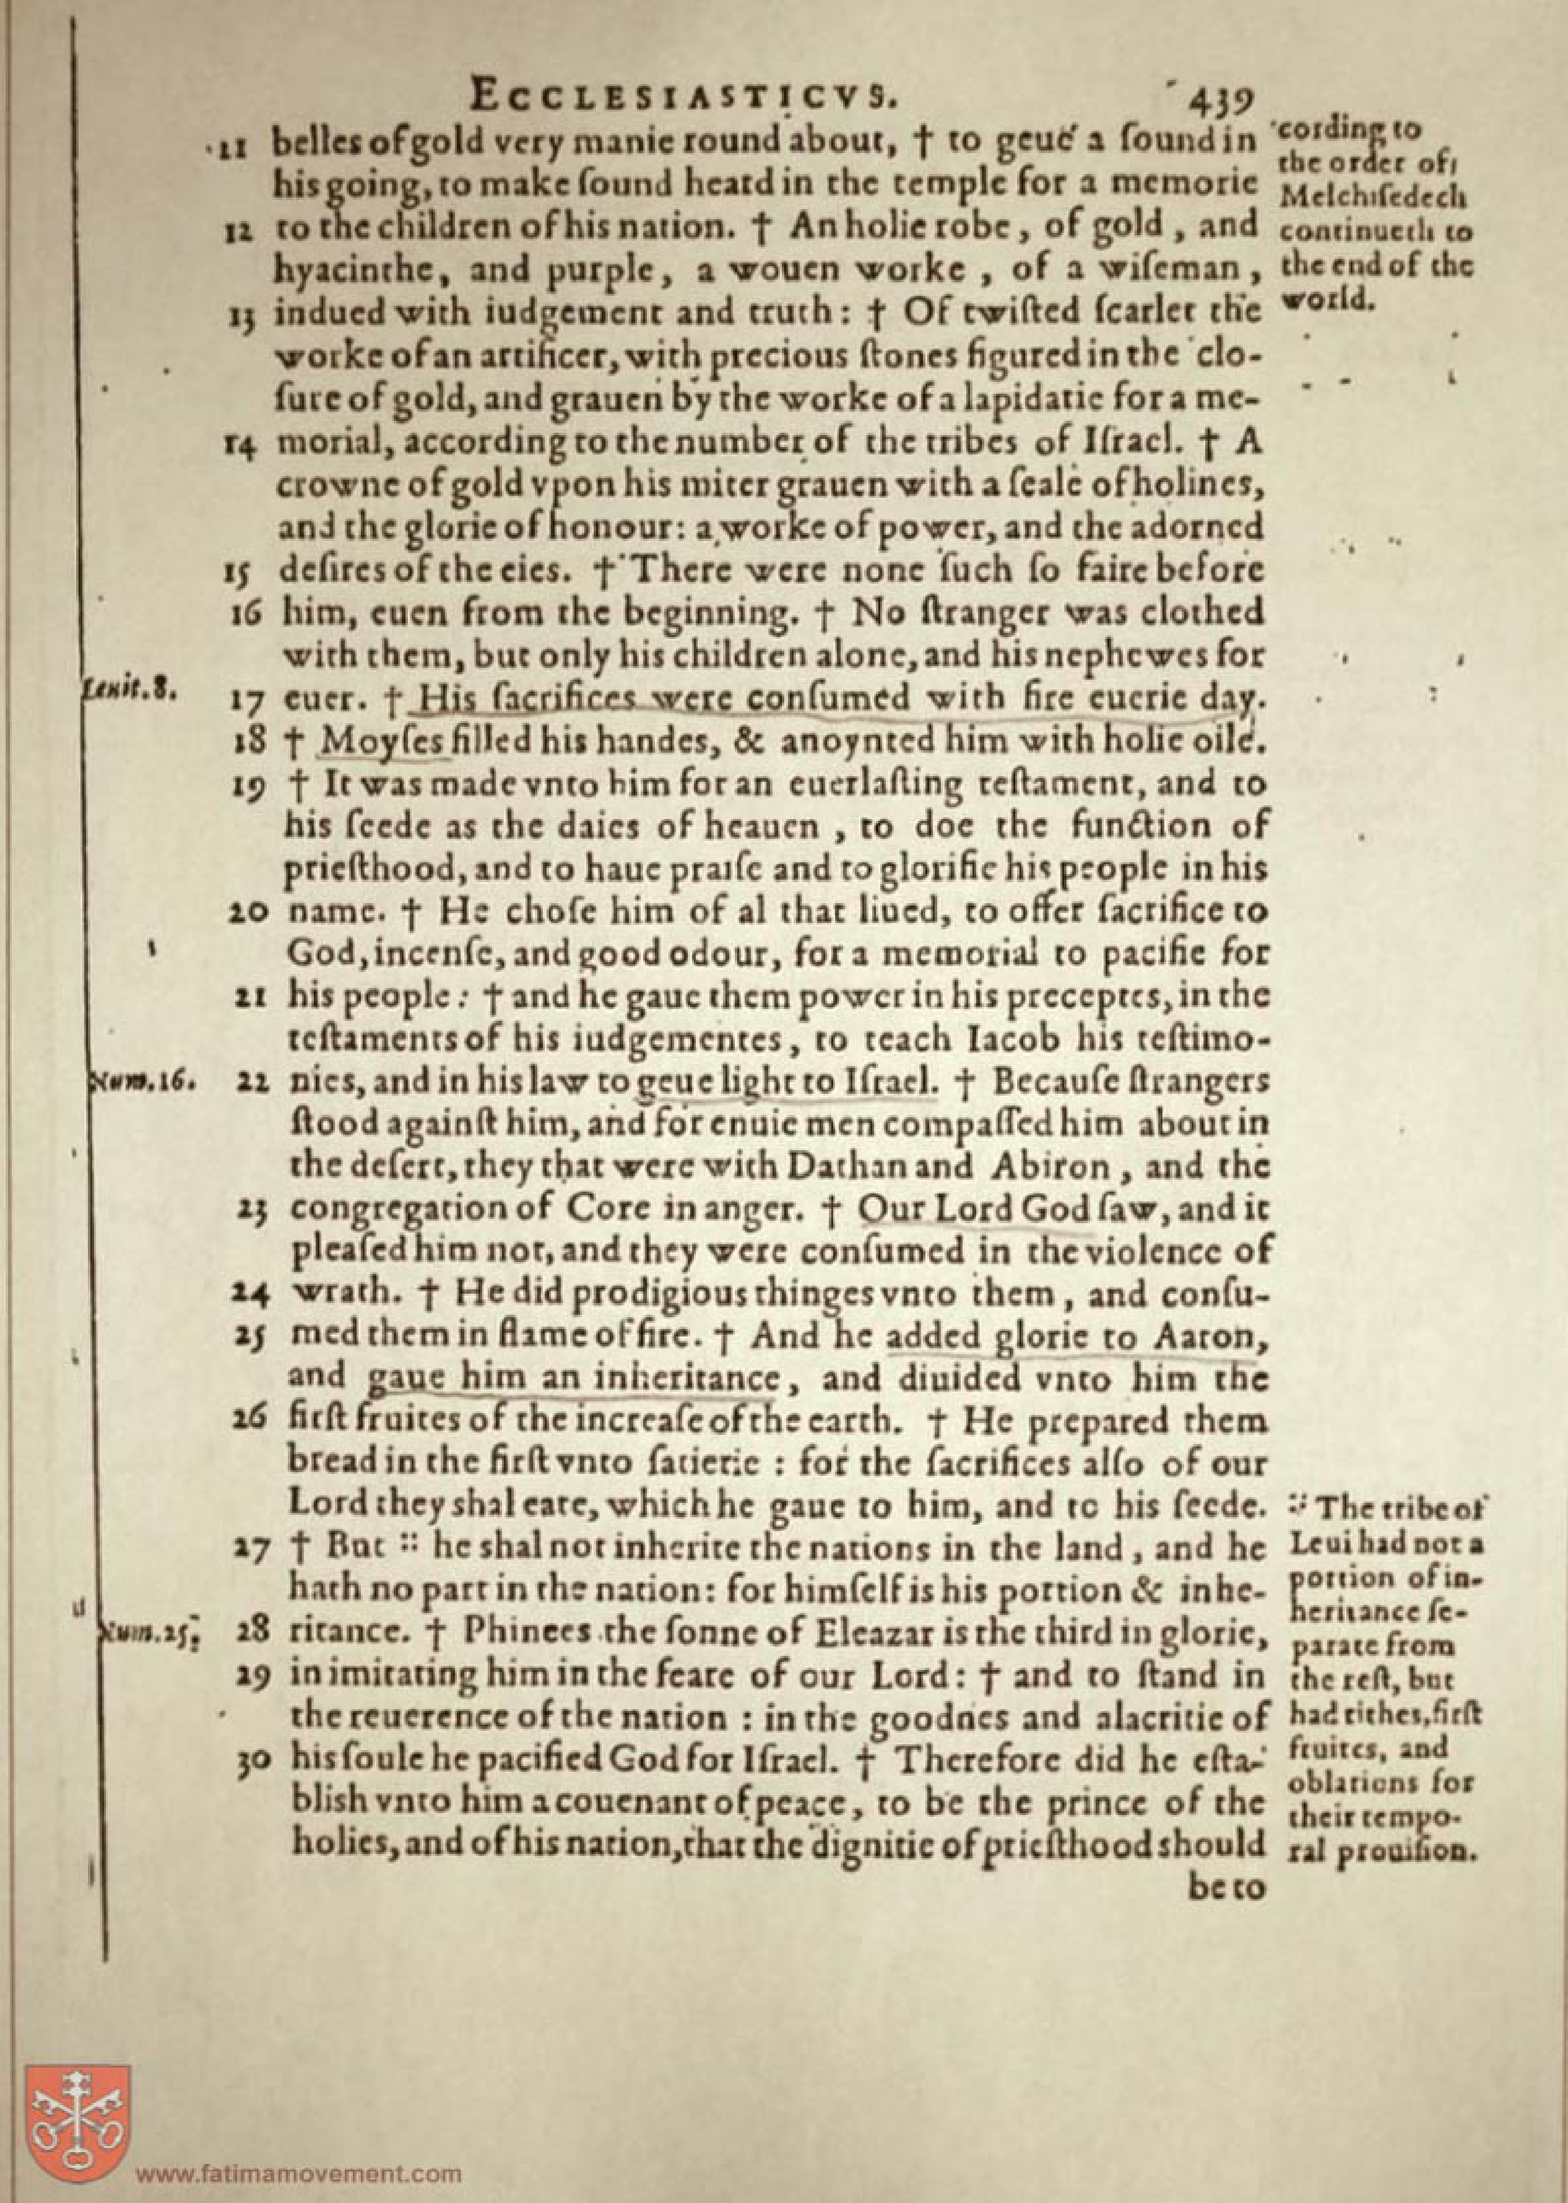 ECCLESIASTICVS. 439
11 belles of gold very manie round about, † to geue a ſound in
his going, to make ſound heard in the temple for a memorie
12 to the children of his nation. † An holie robe, of gold, and
hyacinthe, and purple, a wouen worke, of a wiſeman,
13 indued with iudgement and truth: † Of twiſted ſcarlet the
worke of an artificer, with precious ſtones figured in the clo-
ſure of gold, and grauen by the worke of a lapidarie for a me-
14 morial, according to the number of the tribes of Iſrael. † A
crowne of gold vpon his miter grauen with a ſeale of holines,
and the glorie of honour: a worke of power, and the adorned
15 deſires of the eies. † There were none ſuch ſo faire before
16 him, euen from the beginning. † No ſtranger was clothed
with them, but only his children alone, and his nephewes for
17 euer. † His ſacrifices were conſumed with fire euerie day.
18 † Moyſes filled his handes, & anoynted him with holie oile.
19 † It was made vnto him for an euerlaſting teſtament, and to
his ſeede as the daies of heauen, to doe the function of
prieſthood, and to haue praiſe and to glorifie his people in his
20 name. † He choſe him of al that liued, to offer ſacrifice to
God, incenſe, and good odour, for a memorial to pacifie for
21 his people: † and he gaue them power in his preceptes, in the
teſtaments of his iudgementes, to teach Iacob his teſtimo-
22 nies, and in his law to geue light to Iſrael. † Becauſe ſtrangers
ſtood againſt him, and for enuie men compaſſed him about in
the deſert, they that were with Dathan and Abiron, and the
23 congregation of Core in anger. † Our Lord God ſaw, and it
pleaſed him not, and they were conſumed in the violence of
24 wrath. † He did prodigious thinges vnto them, and conſu-
25 med them in flame of fire. † And he added glorie to Aaron,
and gaue him an inheritance, and diuided vnto him the
26 firſt fruites of the increaſe of the earth. † He prepared them
bread in the firſt vnto ſatietie: for the ſacrifices alſo of our
Lord they shal eate, which he gaue to him, and to his ſeede.
27 † But :: he shal not inherite the nations in the land, and he
hath no part in the nation: for himſelf is his portion & inhe-
28 ritance. † Phinees the ſonne of Eleazar is the third in glorie,
29 in imitating him in the feare of our Lord: † and to ſtand in
the reuerence of the nation: in the goodnes and alacritie of
30 his ſoule he pacified God for Iſrael. † Therefore did he eſta-
blish vnto him a couenant of peace, to be the prince of the
holies, and of his nation, that the dignitie of prieſthood should
be to
cording to
the order of
Melchiſedech
continueth to
the end of the
world.
:: The tribe of
Leui had not a
portion of in-
heritance ſe-
parate from
the reſt, but
had tithes, firſt
fruites, and
oblations for
their tempo-
ral prouiſion.
Leuit. 8.
Num. 16.
Num. 25.
www.fatimamovement.com